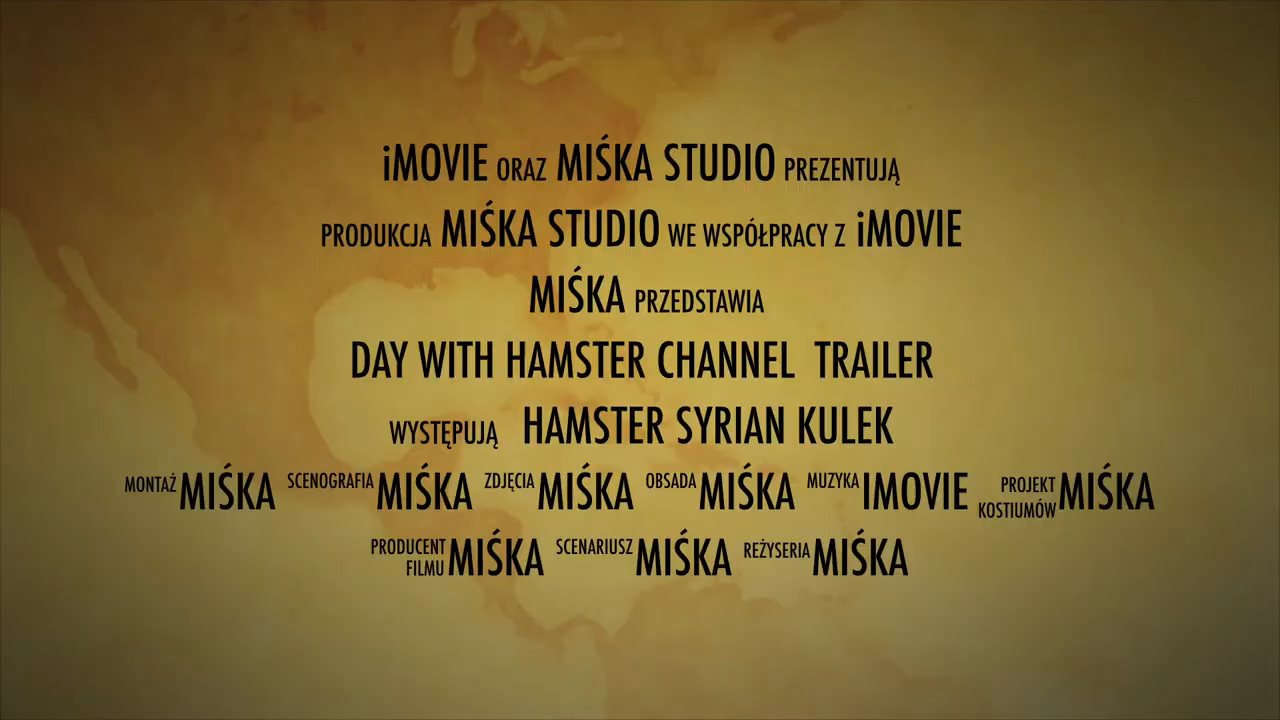 iMOVIE ORAZ MIŚKA STUDIO PREZENTUJĄ
PRODUKCJA MIŚKA STUDIO WE WSPÓŁPRACY Z iMOVIE
MIŚKA PRZEDSTAWIA
DAY WITH HAMSTER CHANNEL TRAILER
WYSTĘPUJĄ HAMSTER SYRIAN KULEK
MONTAŻ MIŚKA SCENOGRAFIA MIŚKA ZDJĘCIA MIŚKA OBSADA MIŚKA MUZYKA IMOVIE PROJEKT KOSTIUMÓW MIŚKA
PRODUCENT FILMU MIŚKA SCENARIUSZ MIŚKA REŻYSERIA MIŚKA